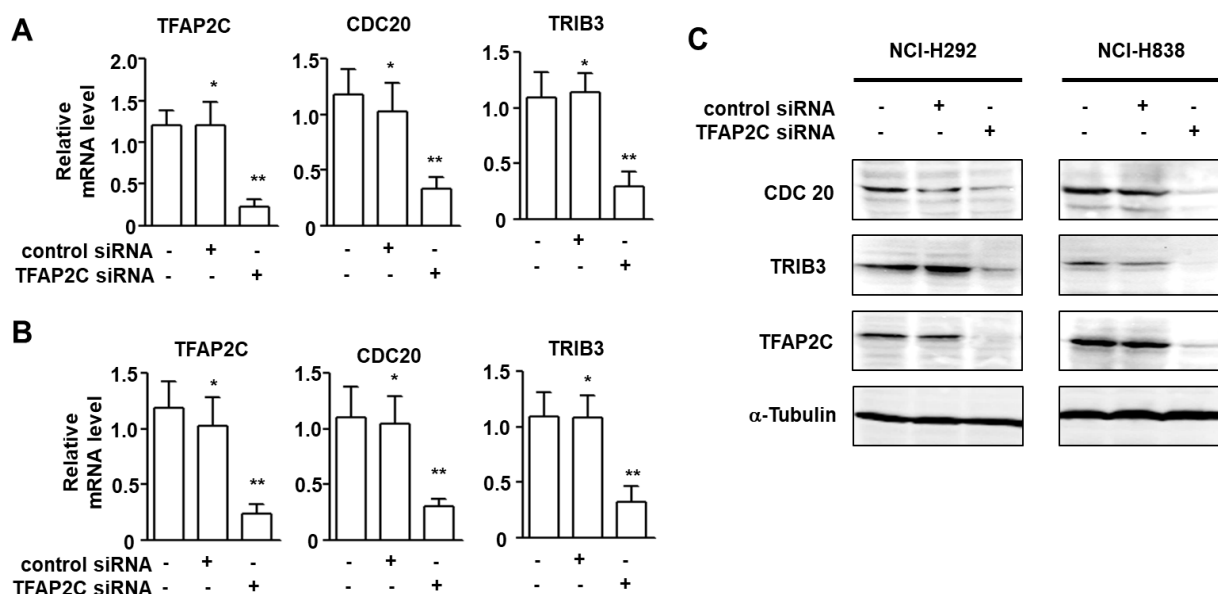 A
TFAP2C
CDC20
TRIB3
Relative
mRNA level
2.0
1.5
1.0
0.5
0
1.5
1.0
0.5
0
1.5
1.0
0.5
0
* ** * ** * **
control siRNA - + - + - +
TFAP2C siRNA - - + - - + - - +
B
TFAP2C
CDC20
TRIB3
Relative
mRNA level
1.5
1.0
0.5
0
1.5
1.0
0.5
0
1.5
1.0
0.5
0
* ** * ** * **
control siRNA - + - + - +
TFAP2C siRNA - - + - - + - - +
C
NCI-H292 NCI-H838
control siRNA - + - - + -
TFAP2C siRNA - - + - - +
CDC 20
TRIB3
TFAP2C
α-Tubulin